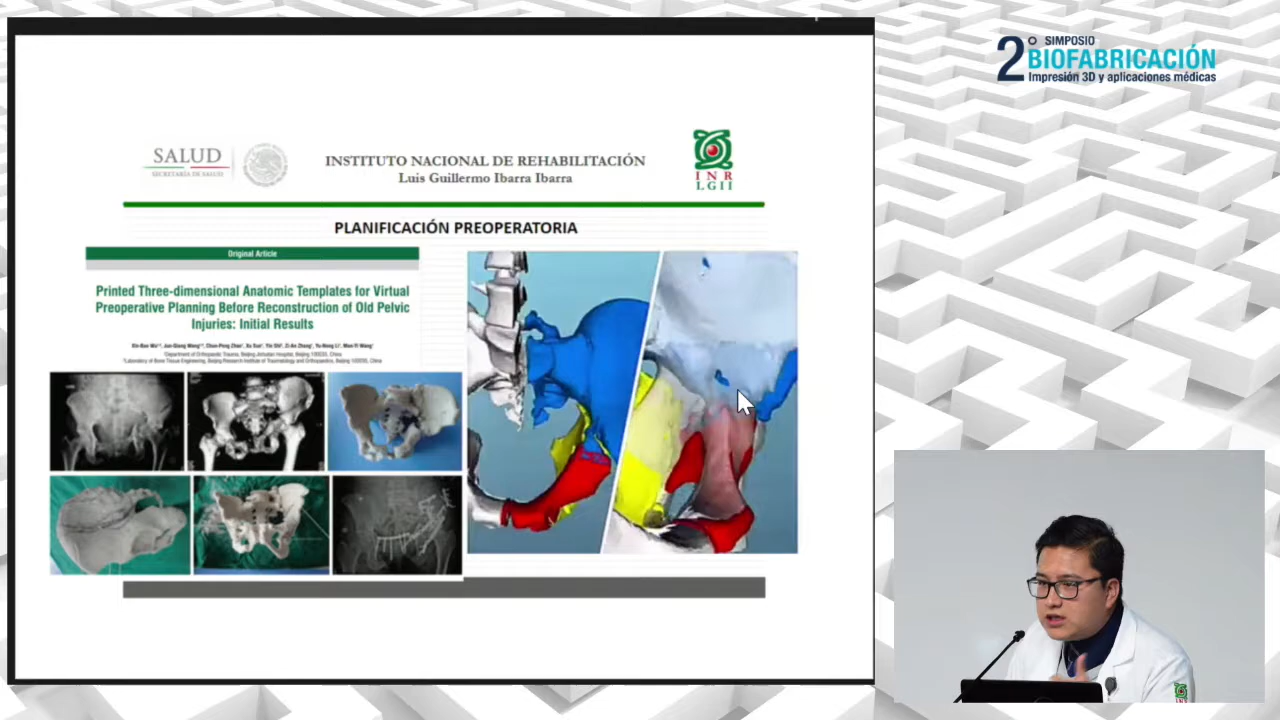 2° SIMPOSIO
BIOFABRICACIÓN
Impresión 3D y aplicaciones médicas
SALUD
SECRETARÍA DE SALUD
INSTITUTO NACIONAL DE REHABILITACIÓN
Luis Guillermo Ibarra Ibarra
INR
LGII
PLANIFICACIÓN PREOPERATORIA
Original Article
Printed Three-dimensional Anatomic Templates for Virtual
Preoperative Planning Before Reconstruction of Old Pelvic
Injuries: Initial Results